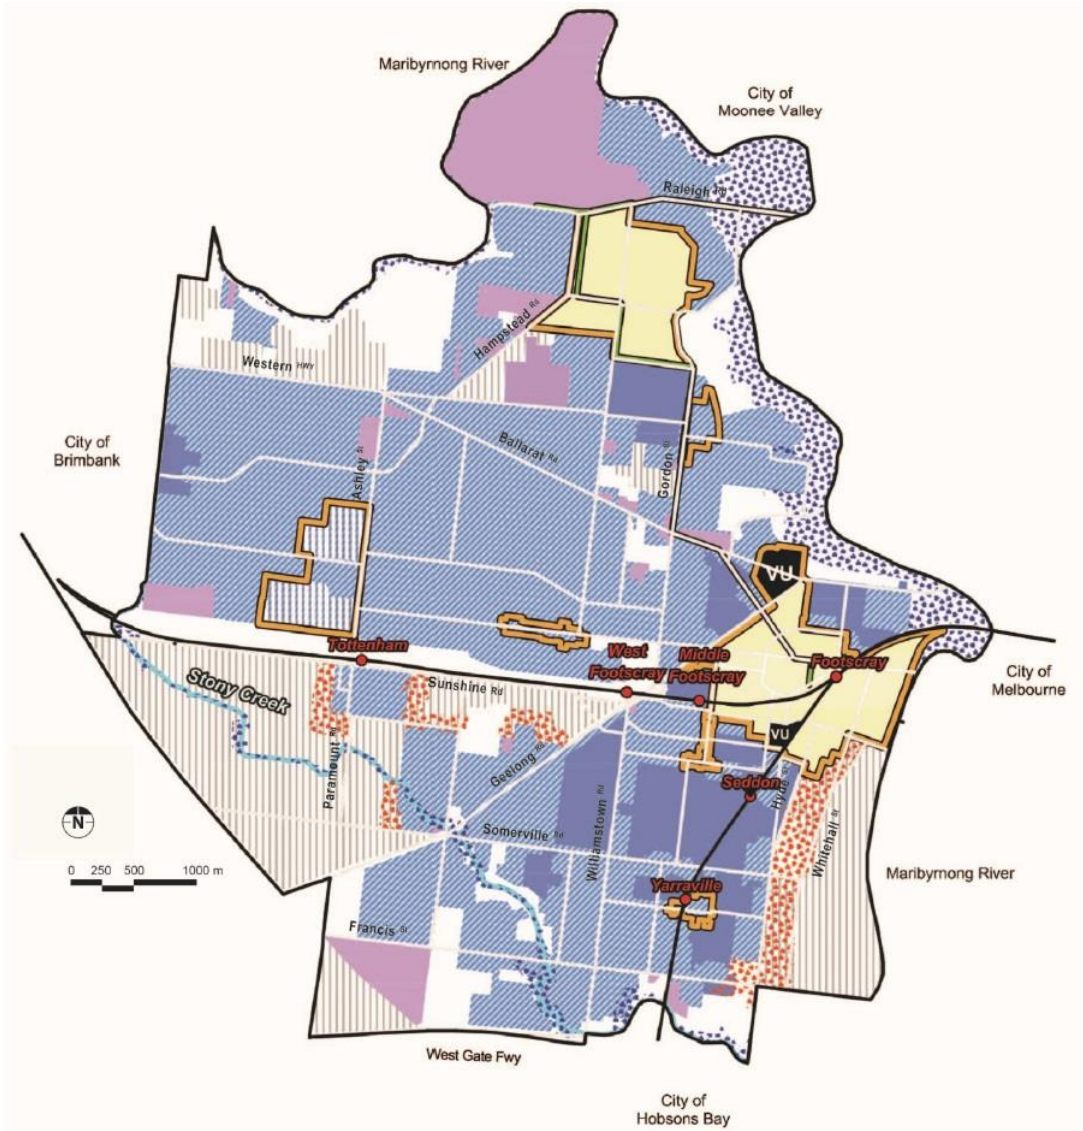 Maribyrnong River
City of
Moonee Valley
Raleigh Rd
Hampstead Rd
Western HWY
City of
Brimbank
Ashley St
Ballarat Rd
Gordon St
VU
Tottenham
West
Footscray
Middle
Footscray
Footscray
City of
Melbourne
Stony Creek
Sunshine Rd
VU
Paramount Rd
Geelong Rd
Seddon
Hyde St
Whitehall St
N
Somerville Rd
Williamstown Rd
0 250 500 1000 m
Maribyrnong River
Yarraville
Francis St
West Gate Fwy
City of
Hobsons Bay